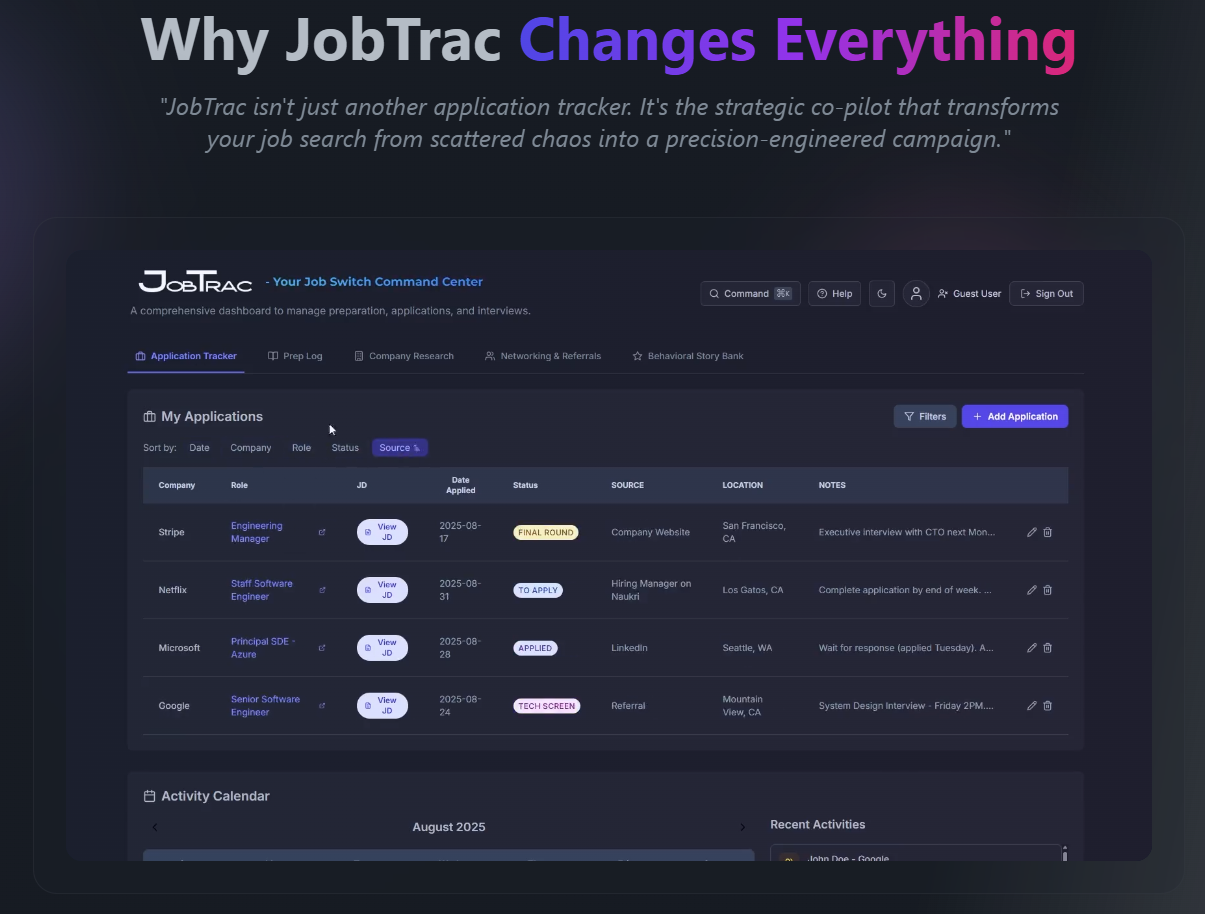 Why JobTrac Changes Everything
"JobTrac isn't just another application tracker. It's the strategic co-pilot that transforms
your job search from scattered chaos into a precision-engineered campaign."
JobTrac - Your Job Switch Command Center
Command ⌘K Help Guest User Sign Out
A comprehensive dashboard to manage preparation, applications, and interviews.
Application Tracker Prep Log Company Research Networking & Referrals Behavioral Story Bank
My Applications Filters + Add Application
Sort by: Date Company Role Status Source
Company Role JD Date Applied Status SOURCE LOCATION NOTES
Stripe Engineering Manager View JD 2025-08-17 FINAL ROUND Company Website San Francisco, CA Executive interview with CTO next Mon...
Netflix Staff Software Engineer View JD 2025-08-31 TO APPLY Hiring Manager on Naukri Los Gatos, CA Complete application by end of week. ...
Microsoft Principal SDE - Azure View JD 2025-08-28 APPLIED LinkedIn Seattle, WA Wait for response (applied Tuesday). A...
Google Senior Software Engineer View JD 2025-08-24 TECH SCREEN Referral Mountain View, CA System Design Interview - Friday 2PM....
Activity Calendar
August 2025 Recent Activities
John Doe - Google